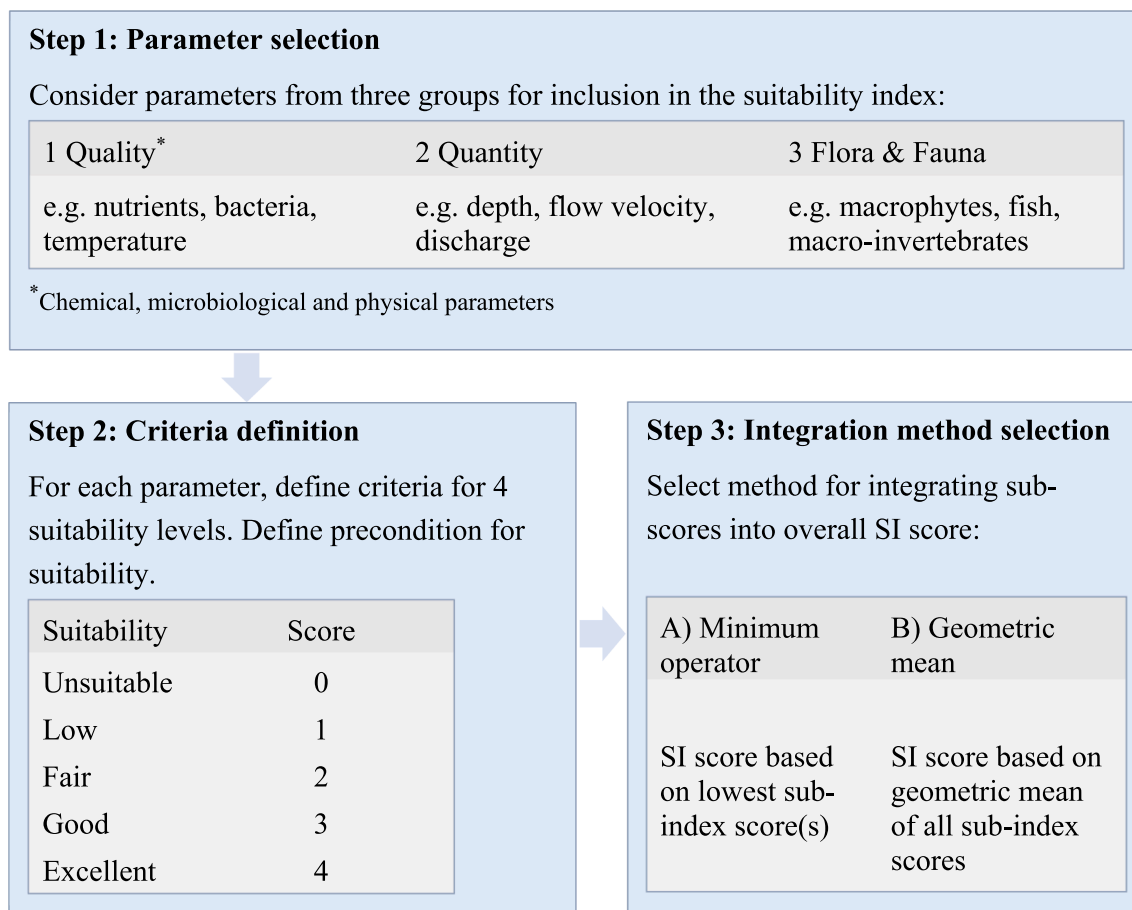 Step 1: Parameter selection
Consider parameters from three groups for inclusion in the suitability index:
1 Quality* 2 Quantity 3 Flora & Fauna
e.g. nutrients, bacteria, e.g. depth, flow velocity, e.g. macrophytes, fish,
temperature discharge macro-invertebrates
*Chemical, microbiological and physical parameters
Step 2: Criteria definition
For each parameter, define criteria for 4
suitability levels. Define precondition for
suitability.
Suitability Score
Unsuitable 0
Low 1
Fair 2
Good 3
Excellent 4
Step 3: Integration method selection
Select method for integrating sub-
scores into overall SI score:
A) Minimum B) Geometric
operator mean
SI score based SI score based on
on lowest sub- geometric mean
index score(s) of all sub-index
scores